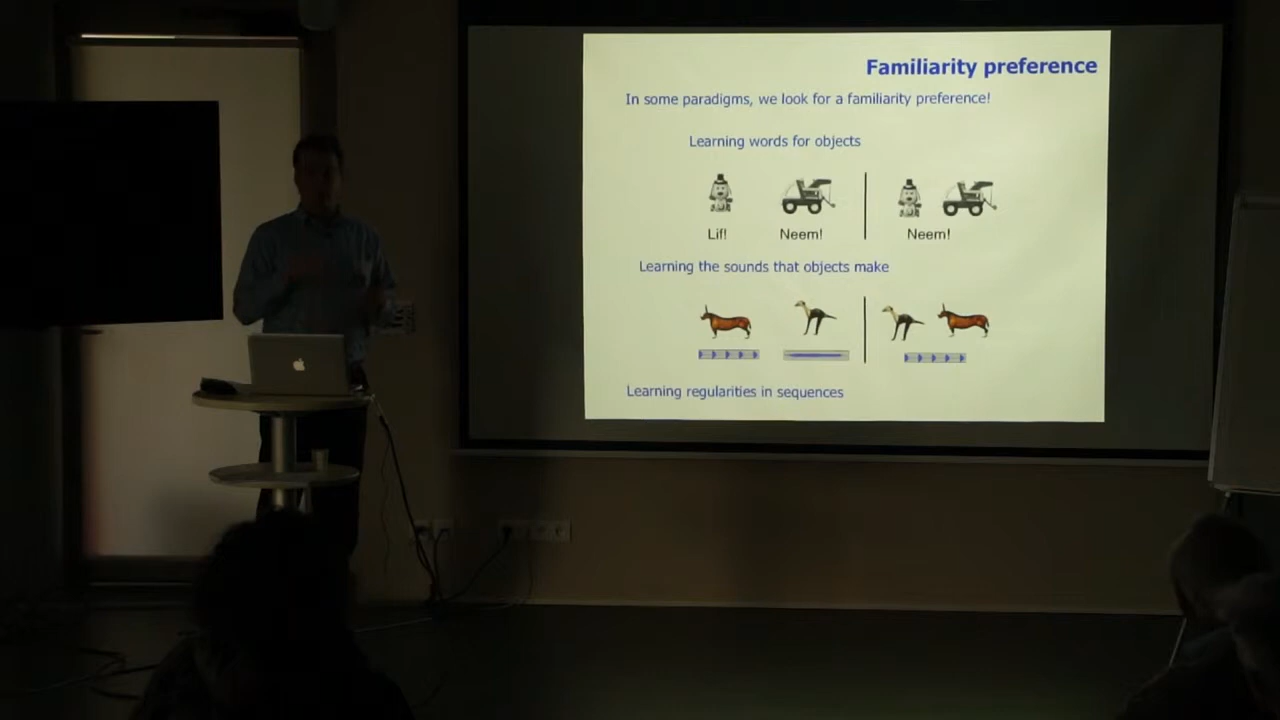 Familiarity preference
In some paradigms, we look for a familiarity preference!
Learning words for objects
Lif! Neem! Neem!
Learning the sounds that objects make
Learning regularities in sequences